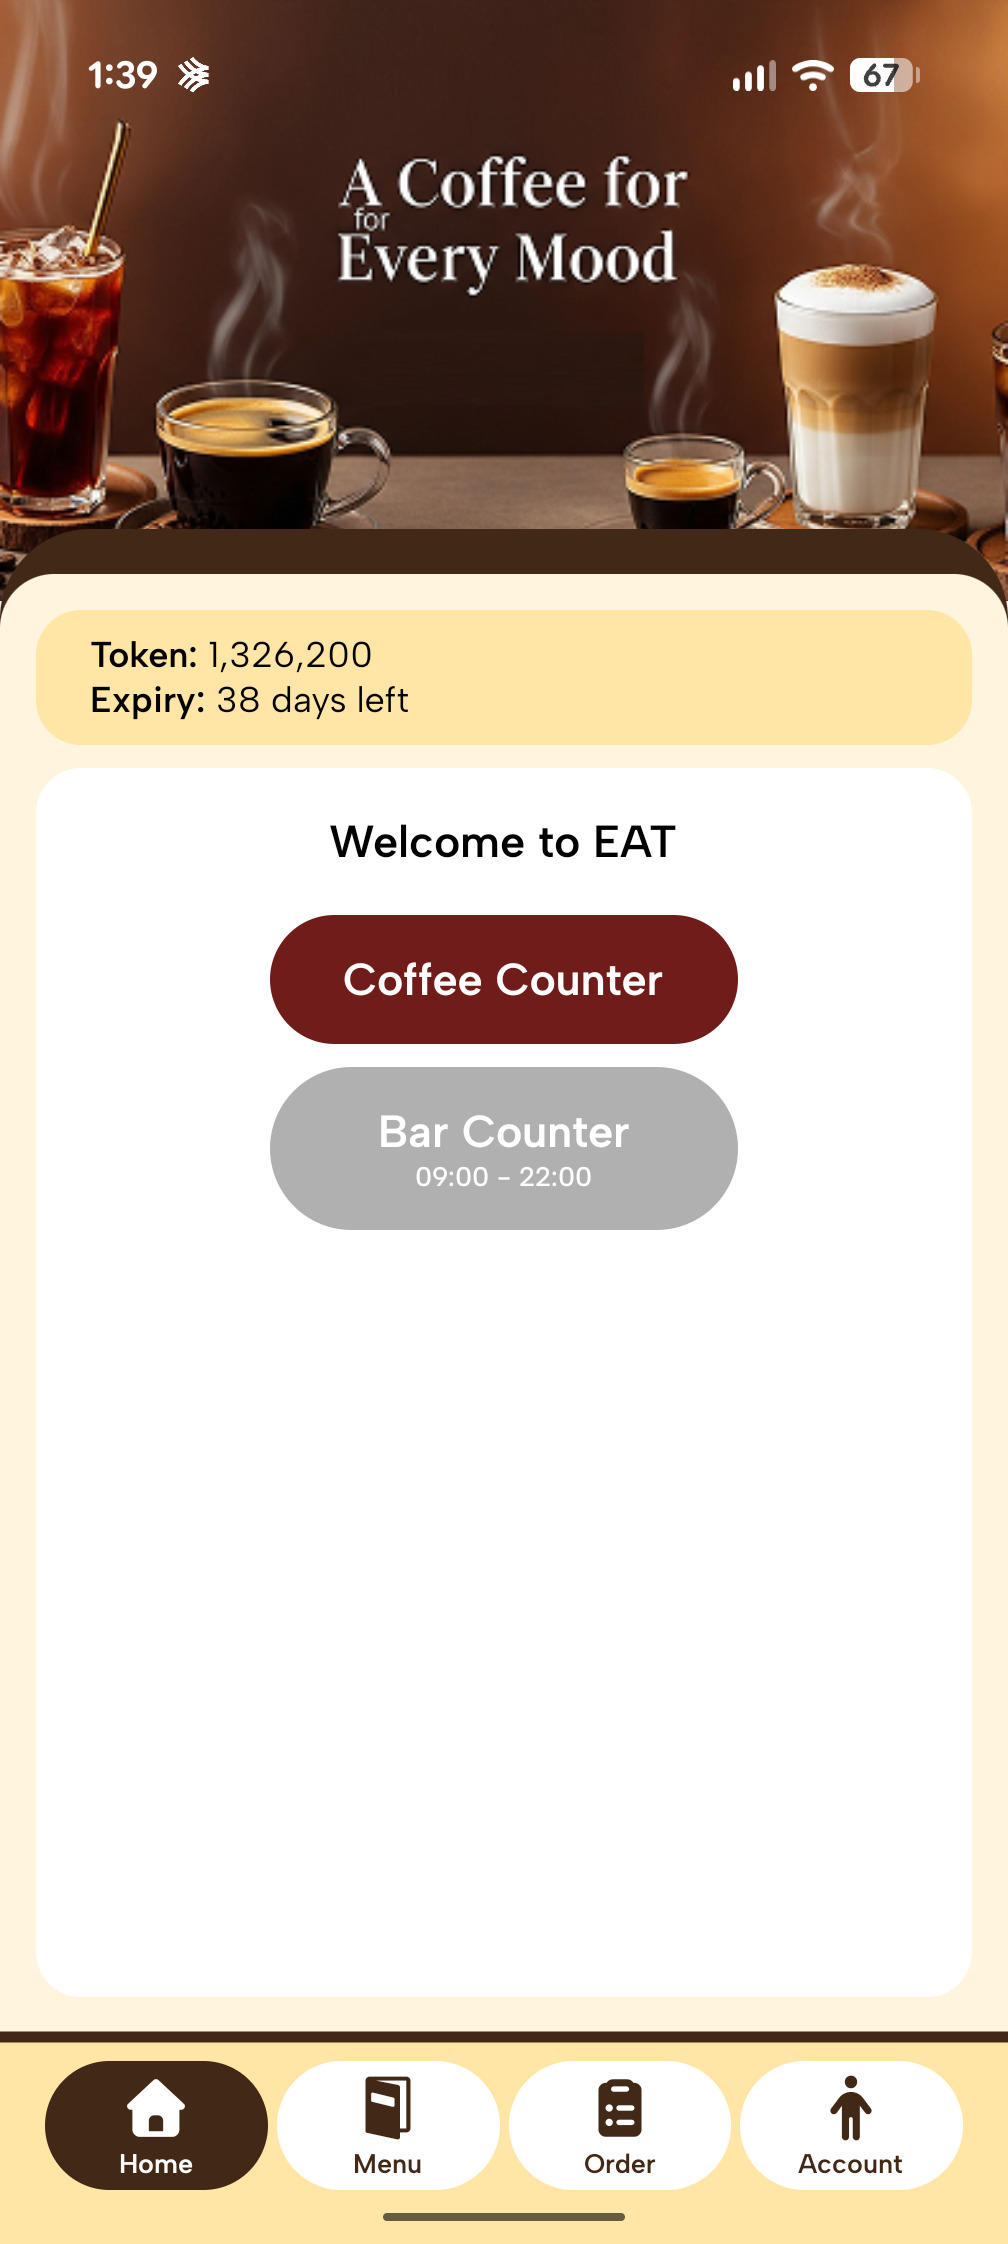 1:39
67
A Coffee for
for
Every Mood
Token: 1,326,200
Expiry: 38 days left
Welcome to EAT
Coffee Counter
Bar Counter
09:00 - 22:00
Home
Menu
Order
Account